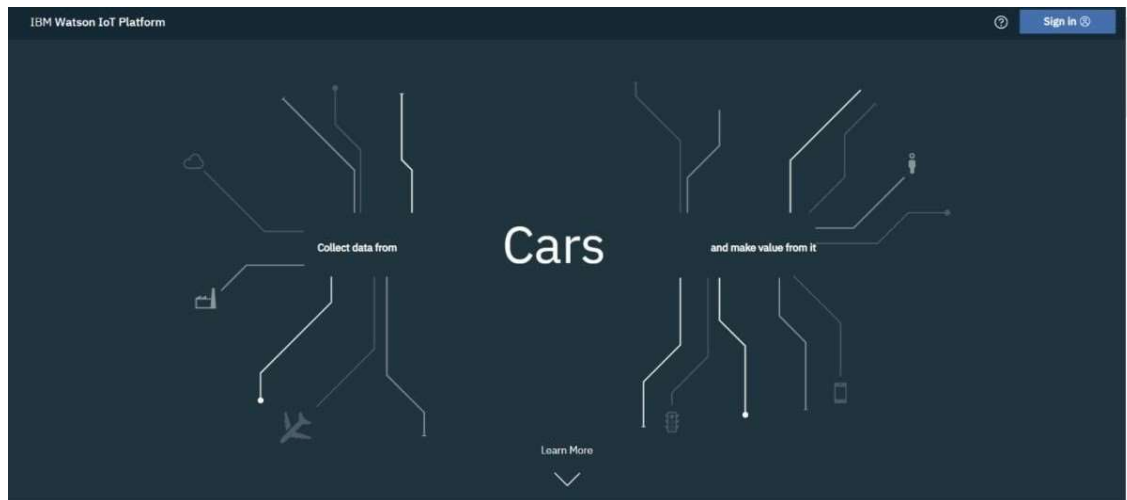 IBM Watson IoT Platform
Sign in
Collect data from
Cars
and make value from it
Learn More